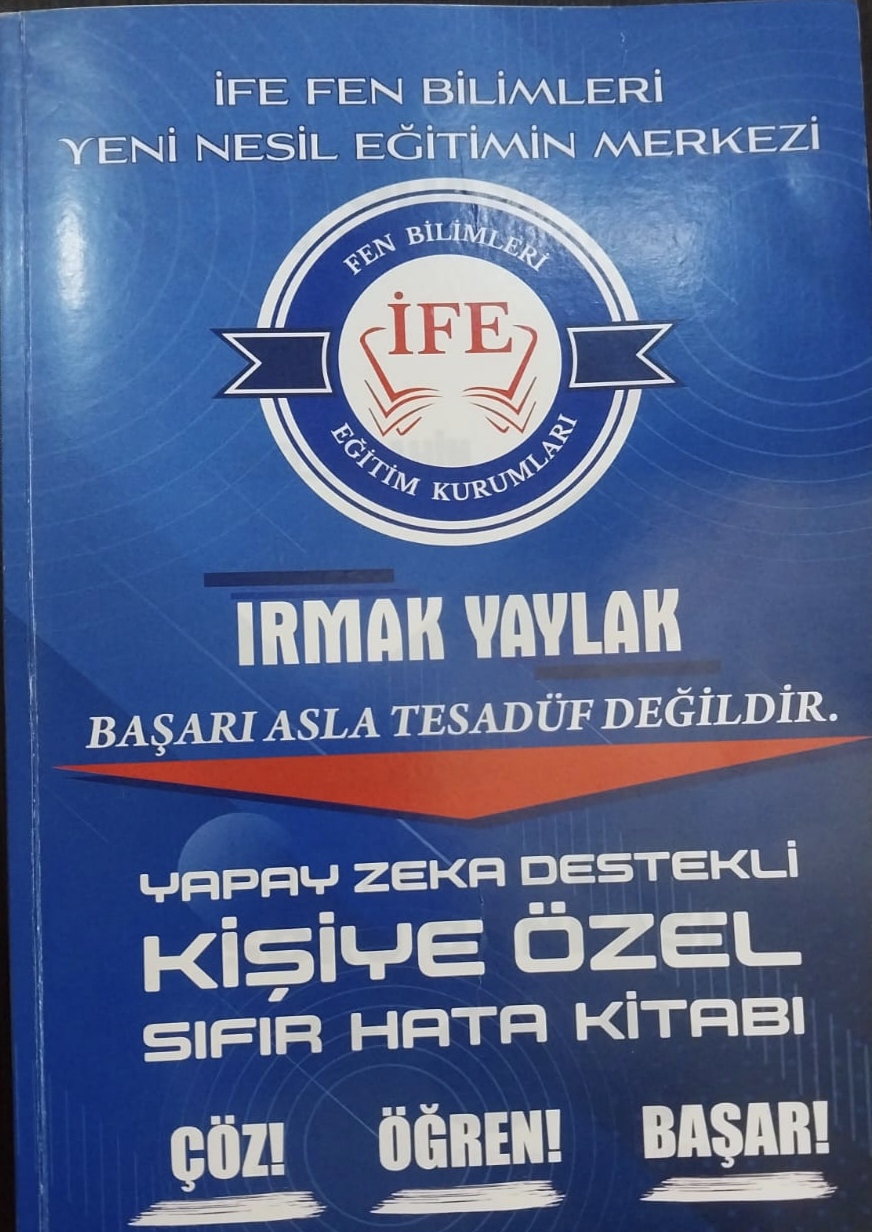 İFE FEN BİLİMLERİ
YENİ NESİL EĞİTİMİN MERKEZİ
FEN BİLİMLERİ
İFE
EĞİTİM KURUMLARI
IRMAK YAYLAK
BAŞARI ASLA TESADÜF DEĞİLDİR.
YAPAY ZEKA DESTEKLİ
KİŞİYE ÖZEL
SIFIR HATA KİTABI
ÇÖZ! ÖĞREN! BAŞAR!